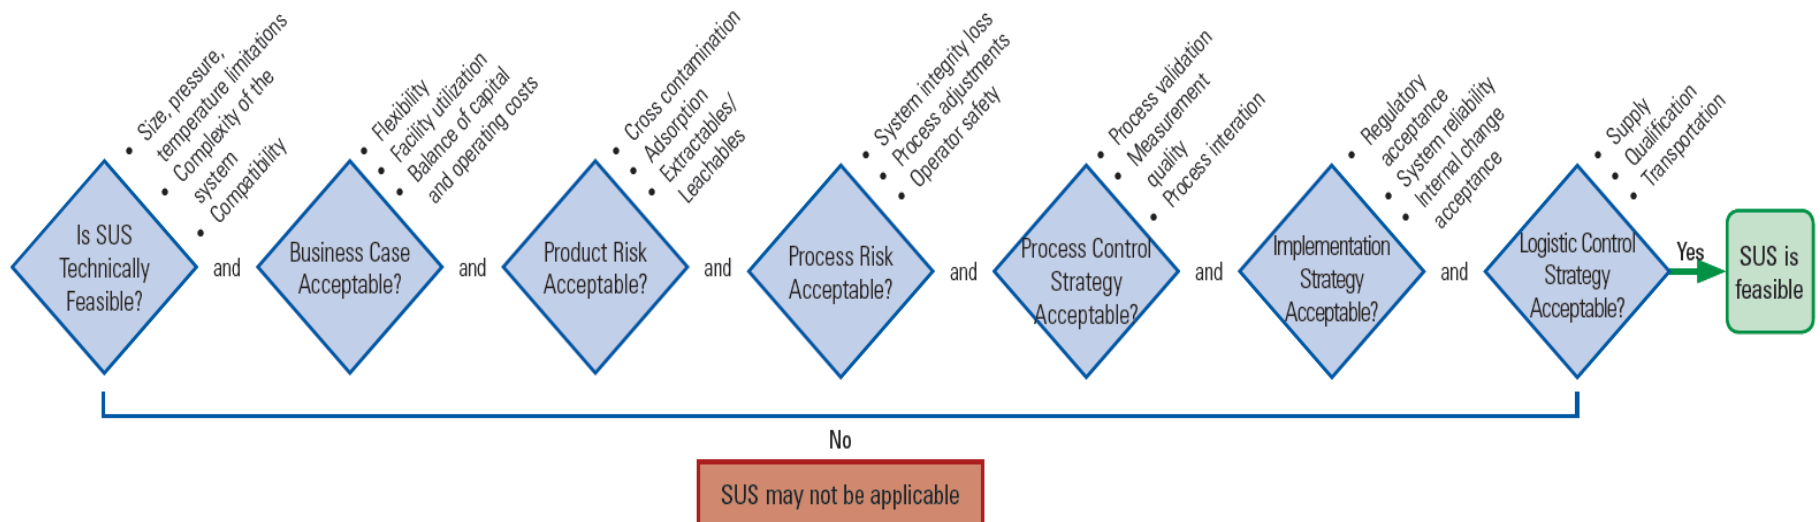 • Size, pressure,
temperature limitations
• Complexity of the
system
• Compatibility
Is SUS
Technically
Feasible?
and
• Flexibility
• Facility utilization
• Balance of capital
and operating costs
Business Case
Acceptable?
and
• Cross contamination
• Adsorption
• Extractables/
Leachables
Product Risk
Acceptable?
and
• System integrity loss
• Process adjustments
• Operator safety
Process Risk
Acceptable?
and
• Process validation
• Measurement
quality
• Process interation
Process Control
Strategy
Acceptable?
and
• Regulatory
acceptance
• System reliability
• Internal change
acceptance
Implementation
Strategy
Acceptable?
and
• Supply
• Qualification
• Transportation
Logistic Control
Strategy
Acceptable?
Yes
SUS is
feasible
No
SUS may not be applicable